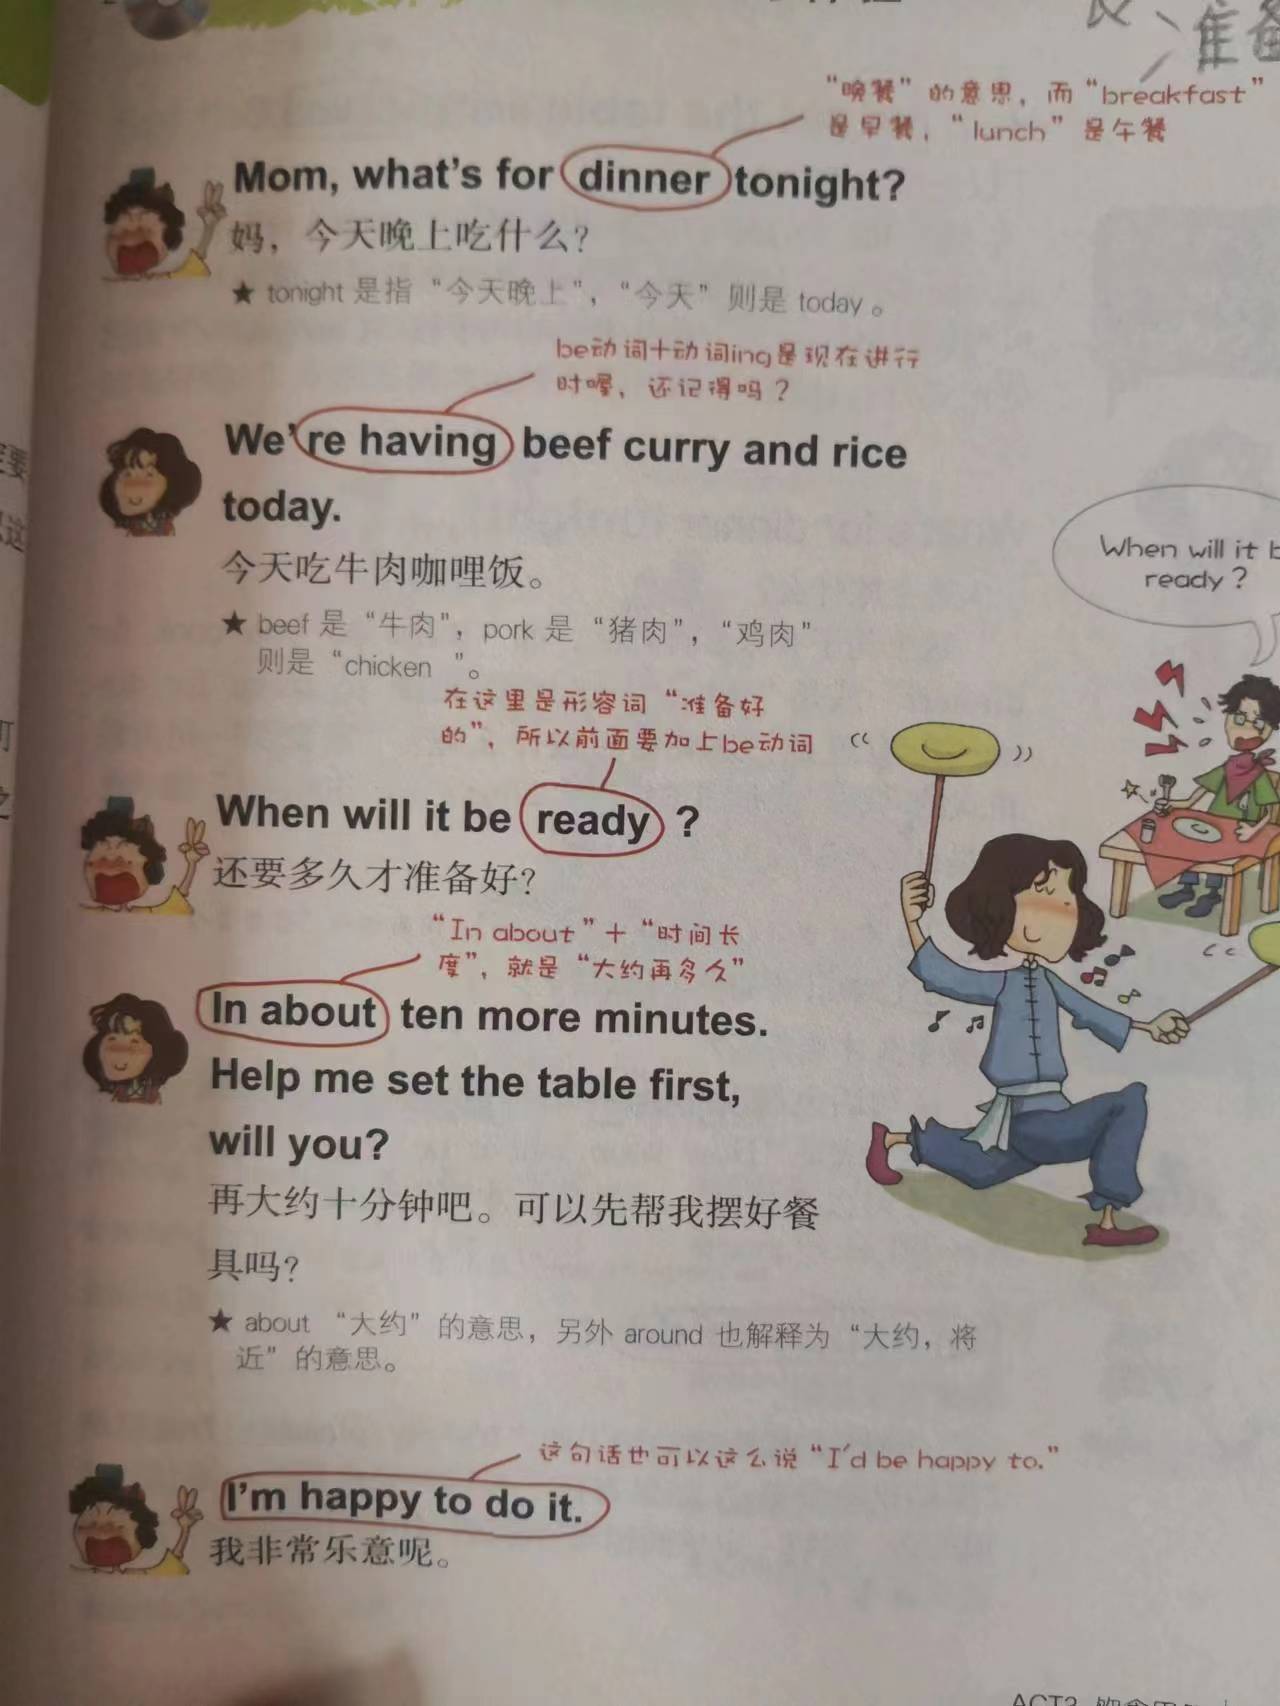 准备
“晚餐”的意思，而“breakfast”
是早餐，“lunch”是午餐
Mom, what's for dinner tonight?
妈，今天晚上吃什么？
★ tonight 是指“今天晚上”，“今天”则是 today。
be动词+动词ing是现在进行
时喔，还记得吗？
We're having beef curry and rice
today.
今天吃牛肉咖哩饭。
★ beef 是“牛肉”，pork 是“猪肉”，“鸡肉”
则是“chicken ”。
When will it
ready?
在这里是形容词“准备好
的”，所以前面要加上be动词
When will it be ready ?
还要多久才准备好？
“In about”+“时间长
度”，就是“大约再多久”
In about ten more minutes.
Help me set the table first,
will you?
再大约十分钟吧。可以先帮我摆好餐
具吗？
★ about “大约”的意思，另外 around 也解释为“大约，将
近”的意思。
这句话也可以这么说“I'd be happy to.”
I'm happy to do it.
我非常乐意呢。